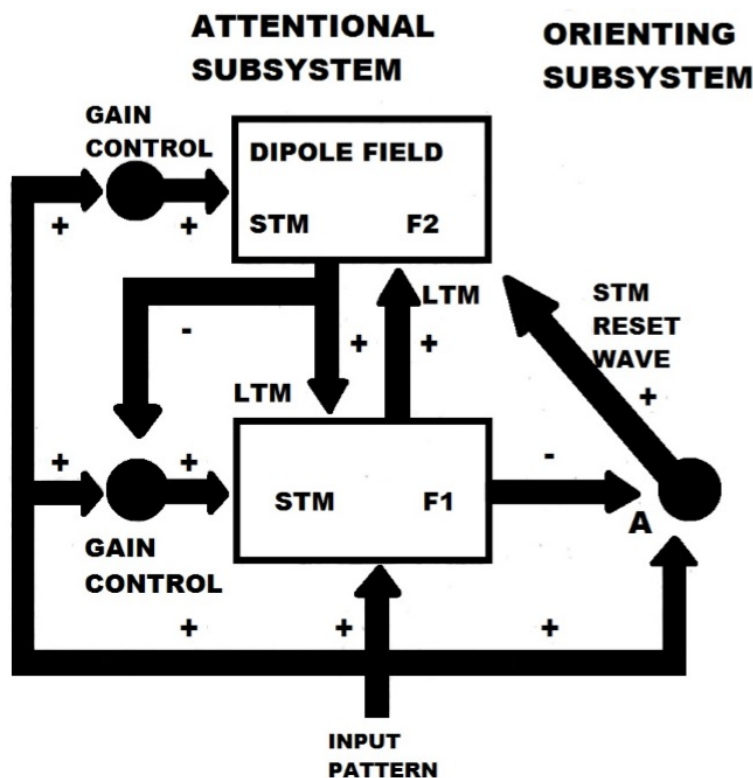 ATTENTIONAL
SUBSYSTEM
ORIENTING
SUBSYSTEM
GAIN
CONTROL
DIPOLE FIELD
STM F2
+ +
LTM
STM
RESET
WAVE
-
+ +
+
LTM
+ +
-
STM F1
A
GAIN
CONTROL
+ + +
INPUT
PATTERN